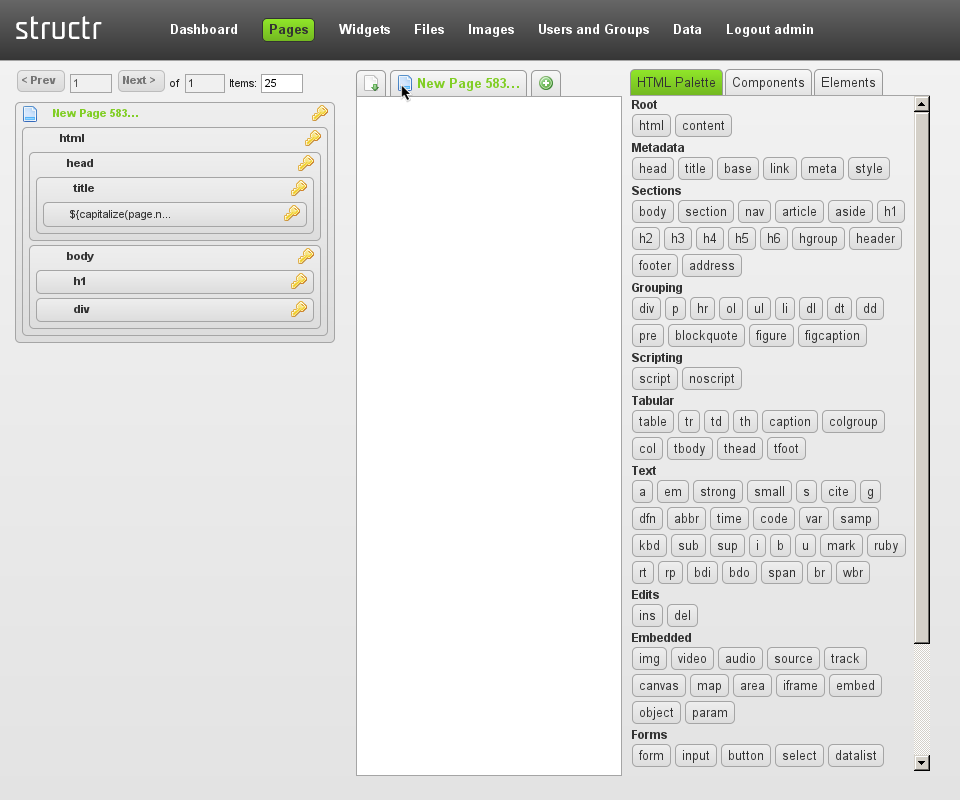 structr Dashboard Pages Widgets Files Images Users and Groups Data Logout admin
< Prev 1 Next > of 1 Items: 25
New Page 583...
html
head
title
${capitalize(page.n...
body
h1
div
New Page 583...
HTML Palette Components Elements
Root
html content
Metadata
head title base link meta style
Sections
body section nav article aside h1
h2 h3 h4 h5 h6 hgroup header
footer address
Grouping
div p hr ol ul li dl dt dd
pre blockquote figure figcaption
Scripting
script noscript
Tabular
table tr td th caption colgroup
col tbody thead tfoot
Text
a em strong small s cite g
dfn abbr time code var samp
kbd sub sup i b u mark ruby
rt rp bdi bdo span br wbr
Edits
ins del
Embedded
img video audio source track
canvas map area iframe embed
object param
Forms
form input button select datalist